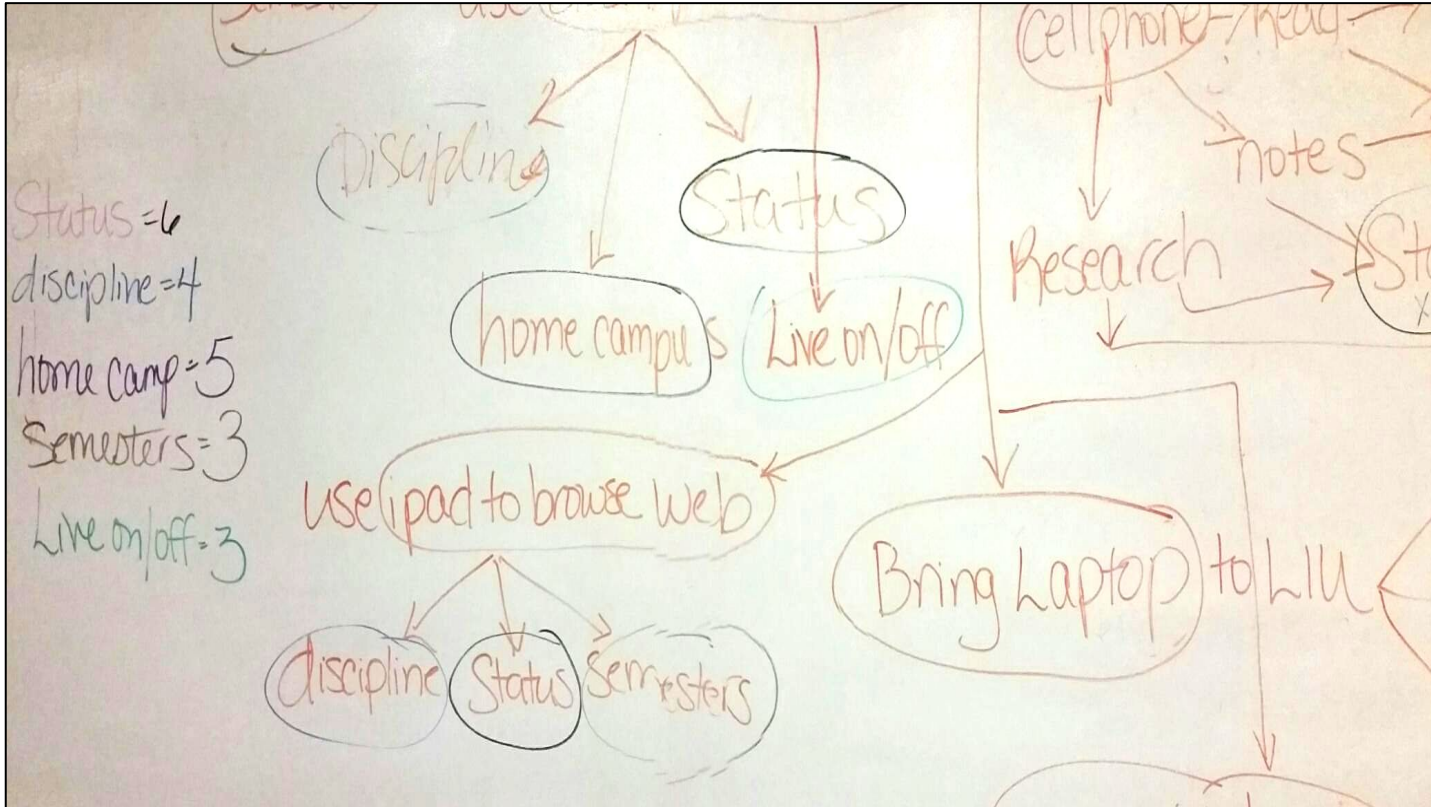 use
cellphone
notes
Discipline
Status
Research
home campus
Live on/off
Status=6
discipline=4
home camp=5
Semesters=3
Live on/off=3
use ipad to browse web
Bring Laptop to LIU
discipline
Status
Semesters